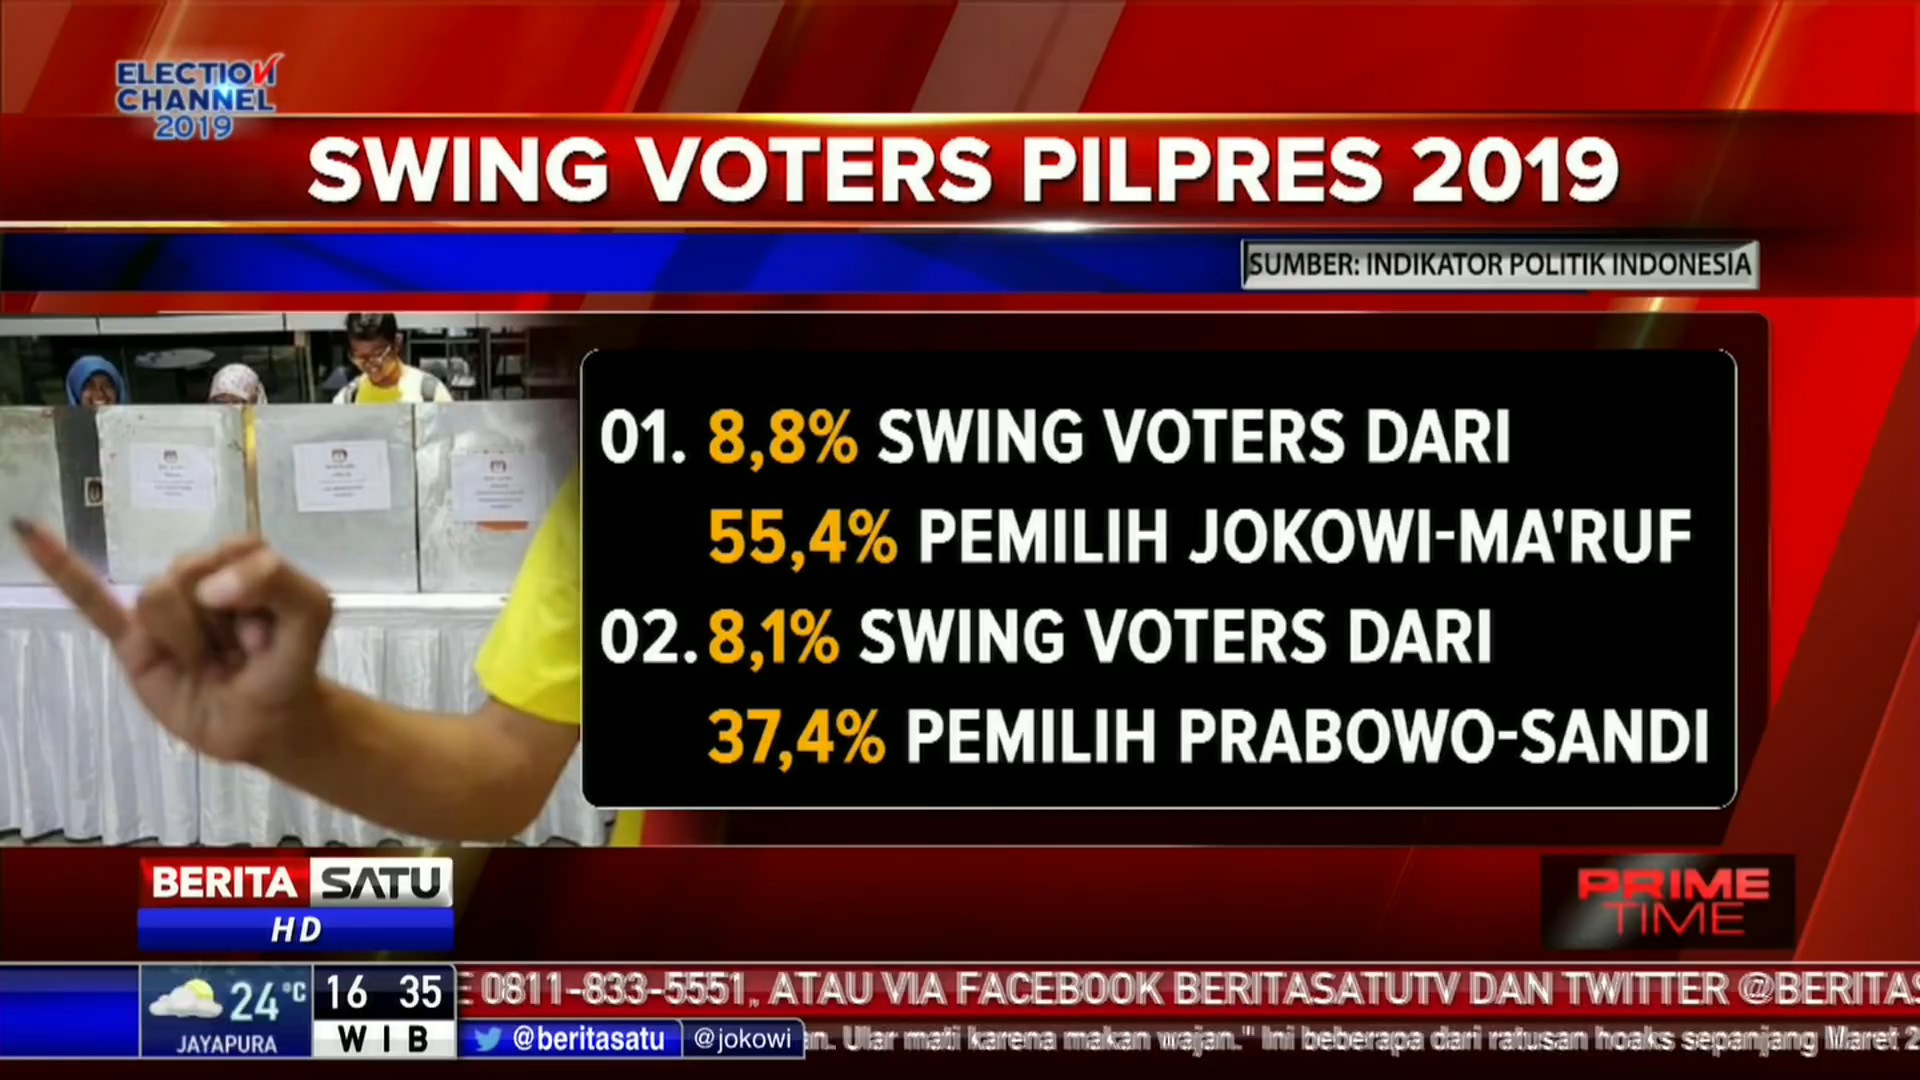 ELECTION
CHANNEL
2019
SWING VOTERS PILPRES 2019
SUMBER: INDIKATOR POLITIK INDONESIA
01. 8,8% SWING VOTERS DARI
55,4% PEMILIH JOKOWI-MA'RUF
02. 8,1% SWING VOTERS DARI
37,4% PEMILIH PRABOWO-SANDI
BERITA SATU
HD
PRIME
TIME
24°C
JAYAPURA
16 35
WIB
0811-833-5551, ATAU VIA FACEBOOK BERITASATUTV DAN TWITTER @BERITAS
@beritasatu
@jokowi
an. Ular mati karena makan wajan." Ini beberapa dari ratusan hoaks sepanjang Maret 2